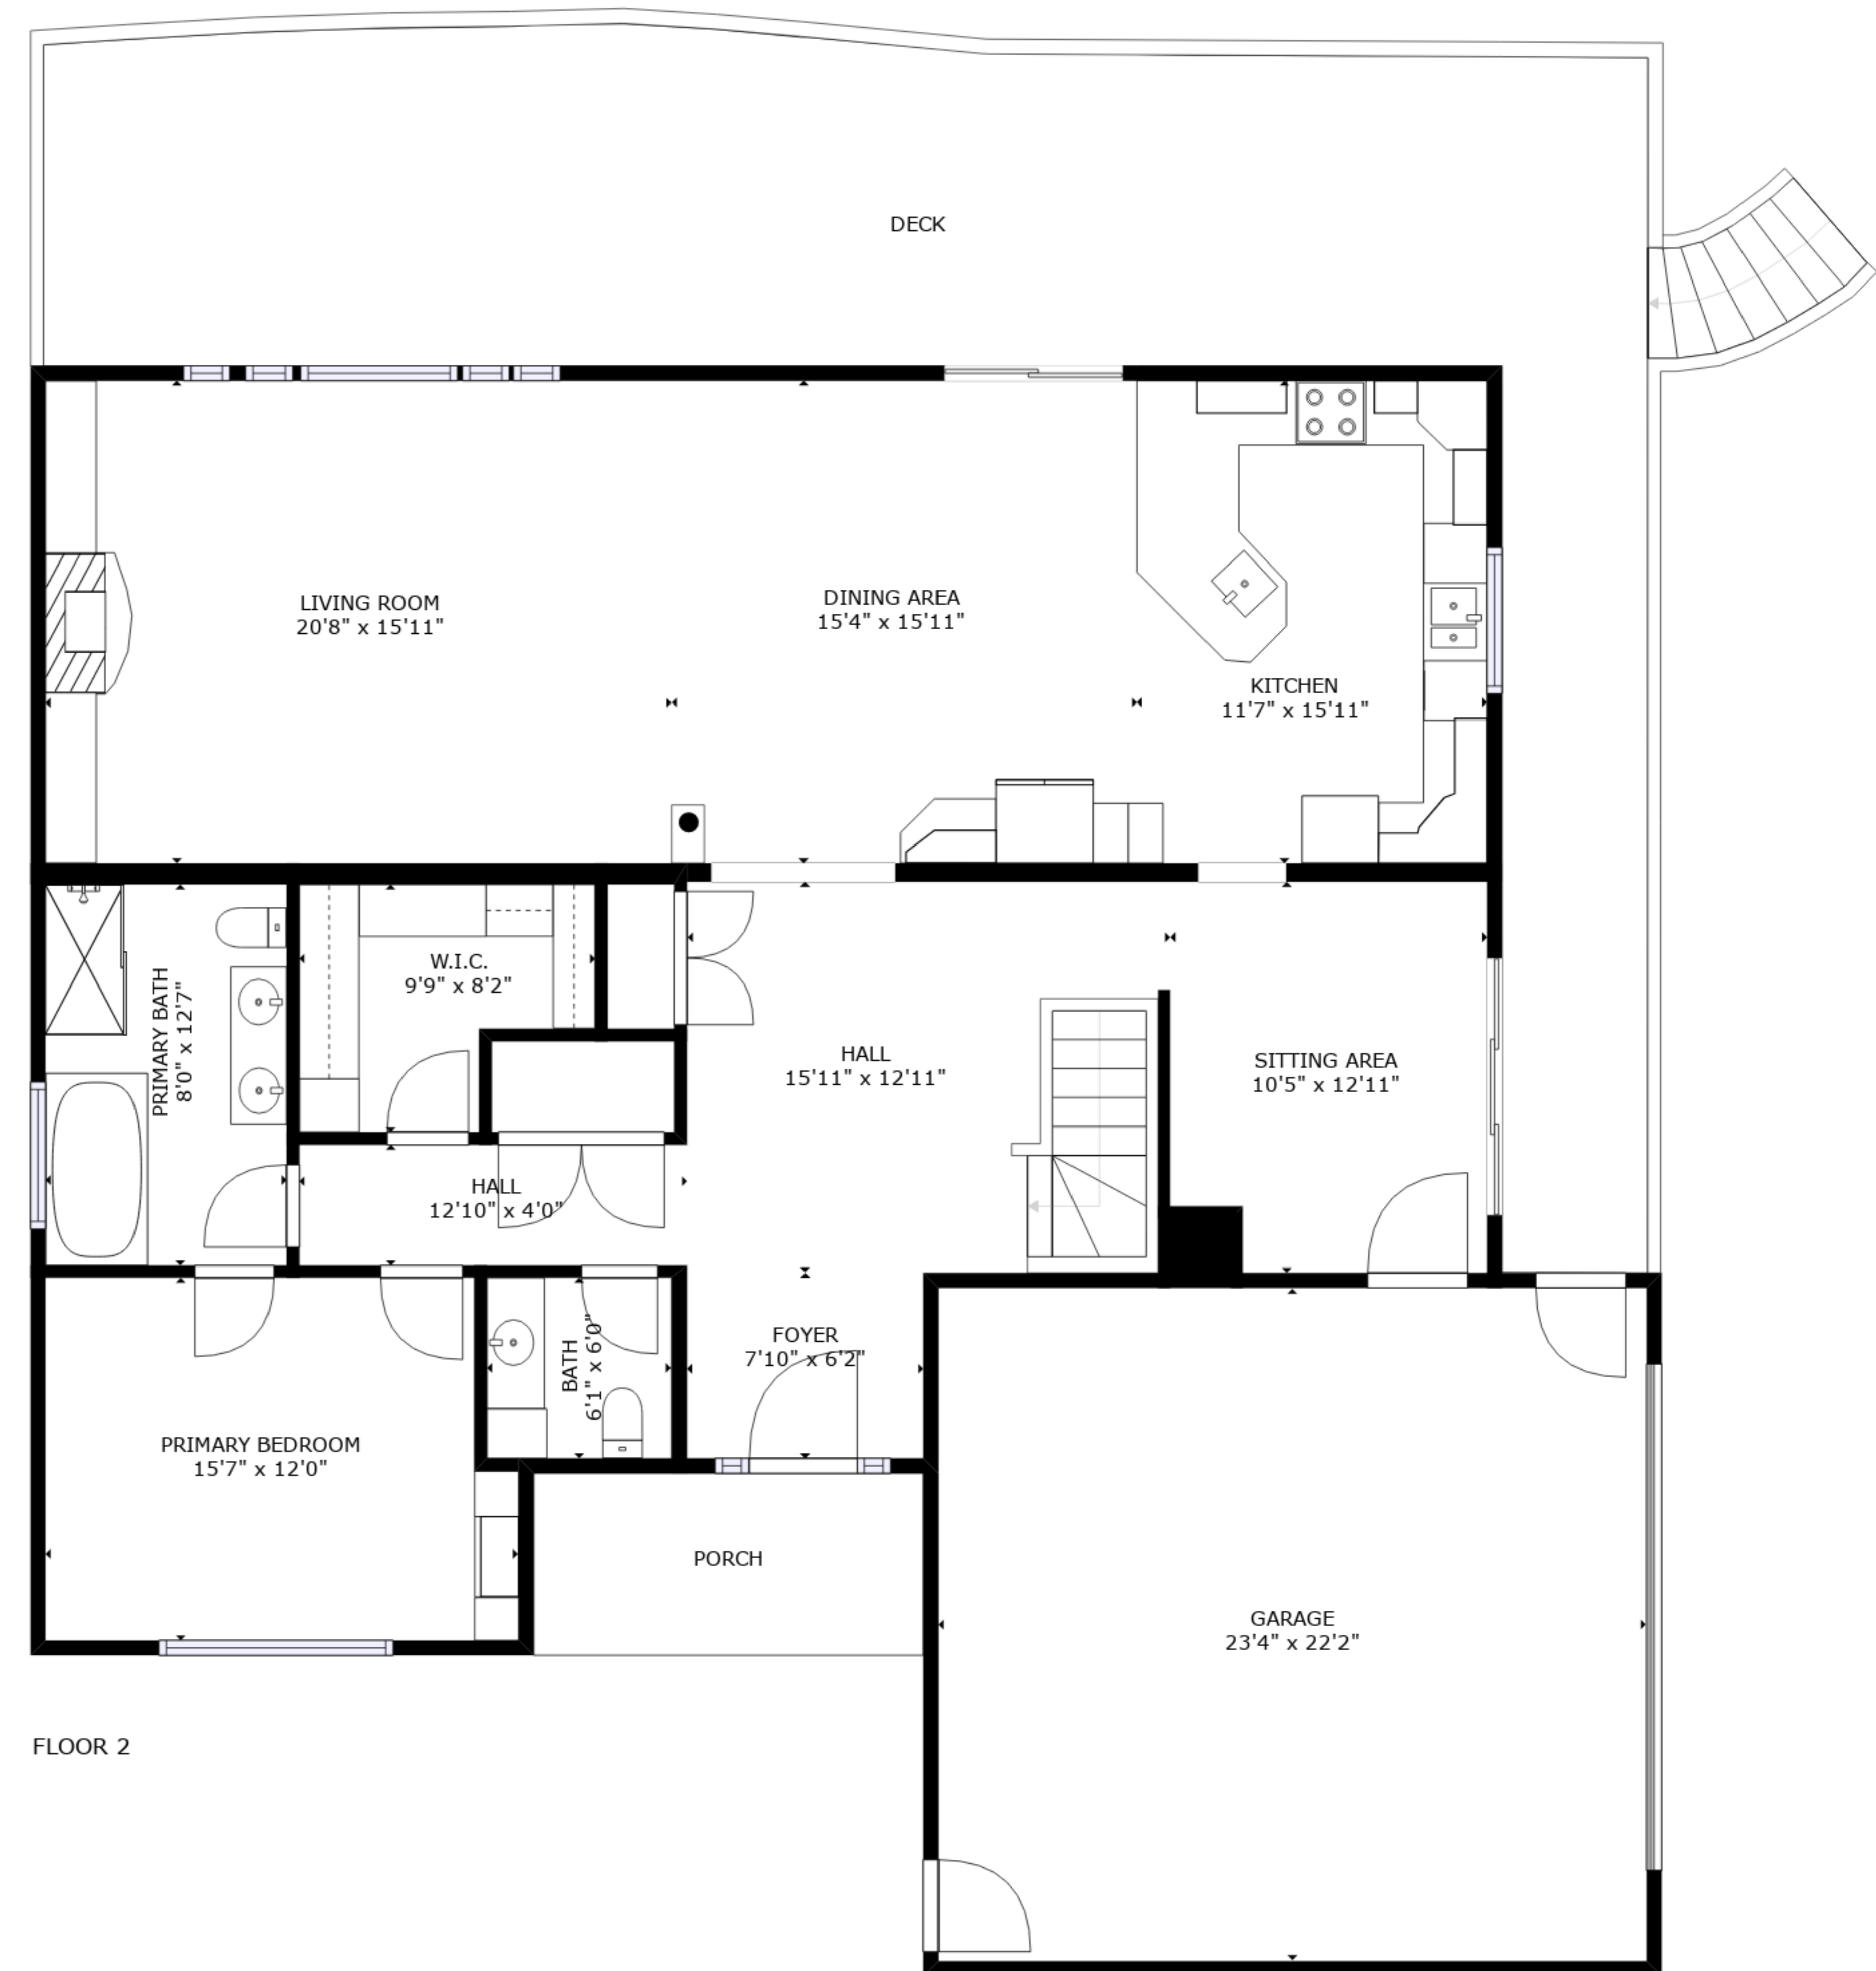 DECK
LIVING ROOM
20'8" x 15'11"
DINING AREA
15'4" x 15'11"
KITCHEN
11'7" x 15'11"
W.I.C.
9'9" x 8'2"
PRIMARY BATH
8'0" x 12'7"
HALL
15'11" x 12'11"
SITTING AREA
10'5" x 12'11"
HALL
12'10" x 4'0"
FOYER
7'10" x 6'2"
BATH
6'1" x 6'0"
PRIMARY BEDROOM
15'7" x 12'0"
PORCH
GARAGE
23'4" x 22'2"
FLOOR 2